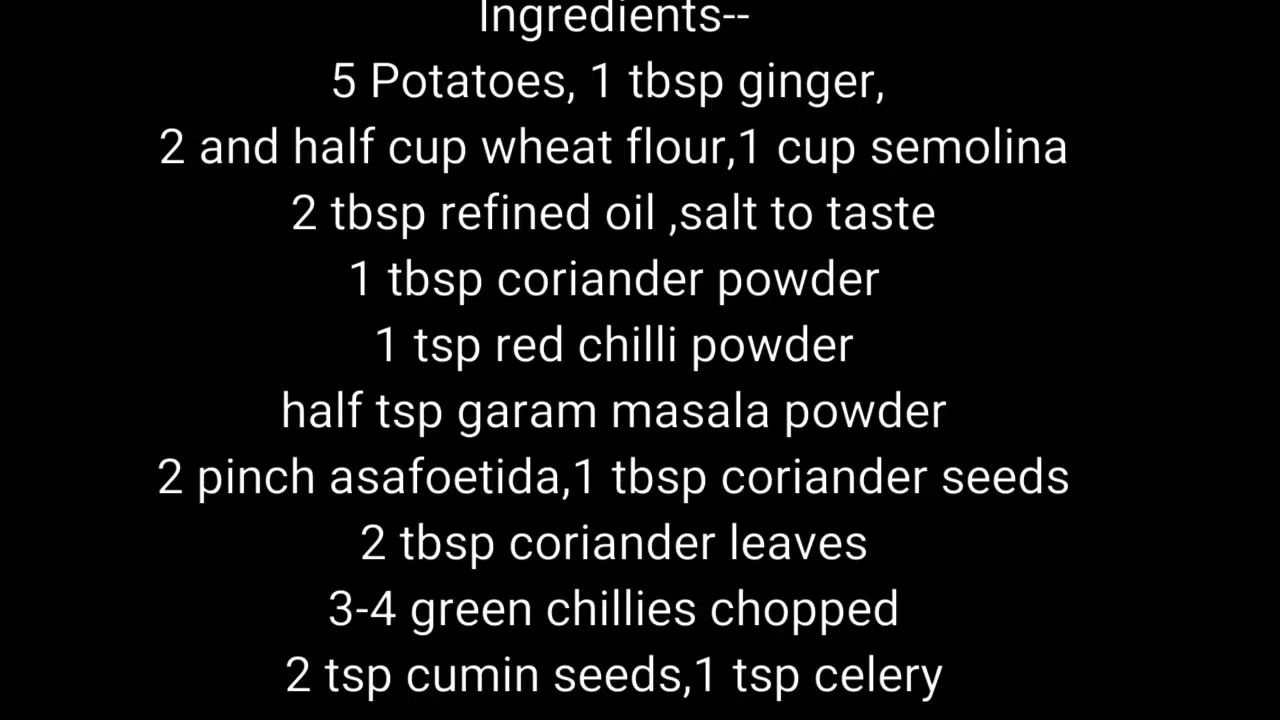 Ingredients--
5 Potatoes, 1 tbsp ginger,
2 and half cup wheat flour,1 cup semolina
2 tbsp refined oil ,salt to taste
1 tbsp coriander powder
1 tsp red chilli powder
half tsp garam masala powder
2 pinch asafoetida,1 tbsp coriander seeds
2 tbsp coriander leaves
3-4 green chillies chopped
2 tsp cumin seeds,1 tsp celery